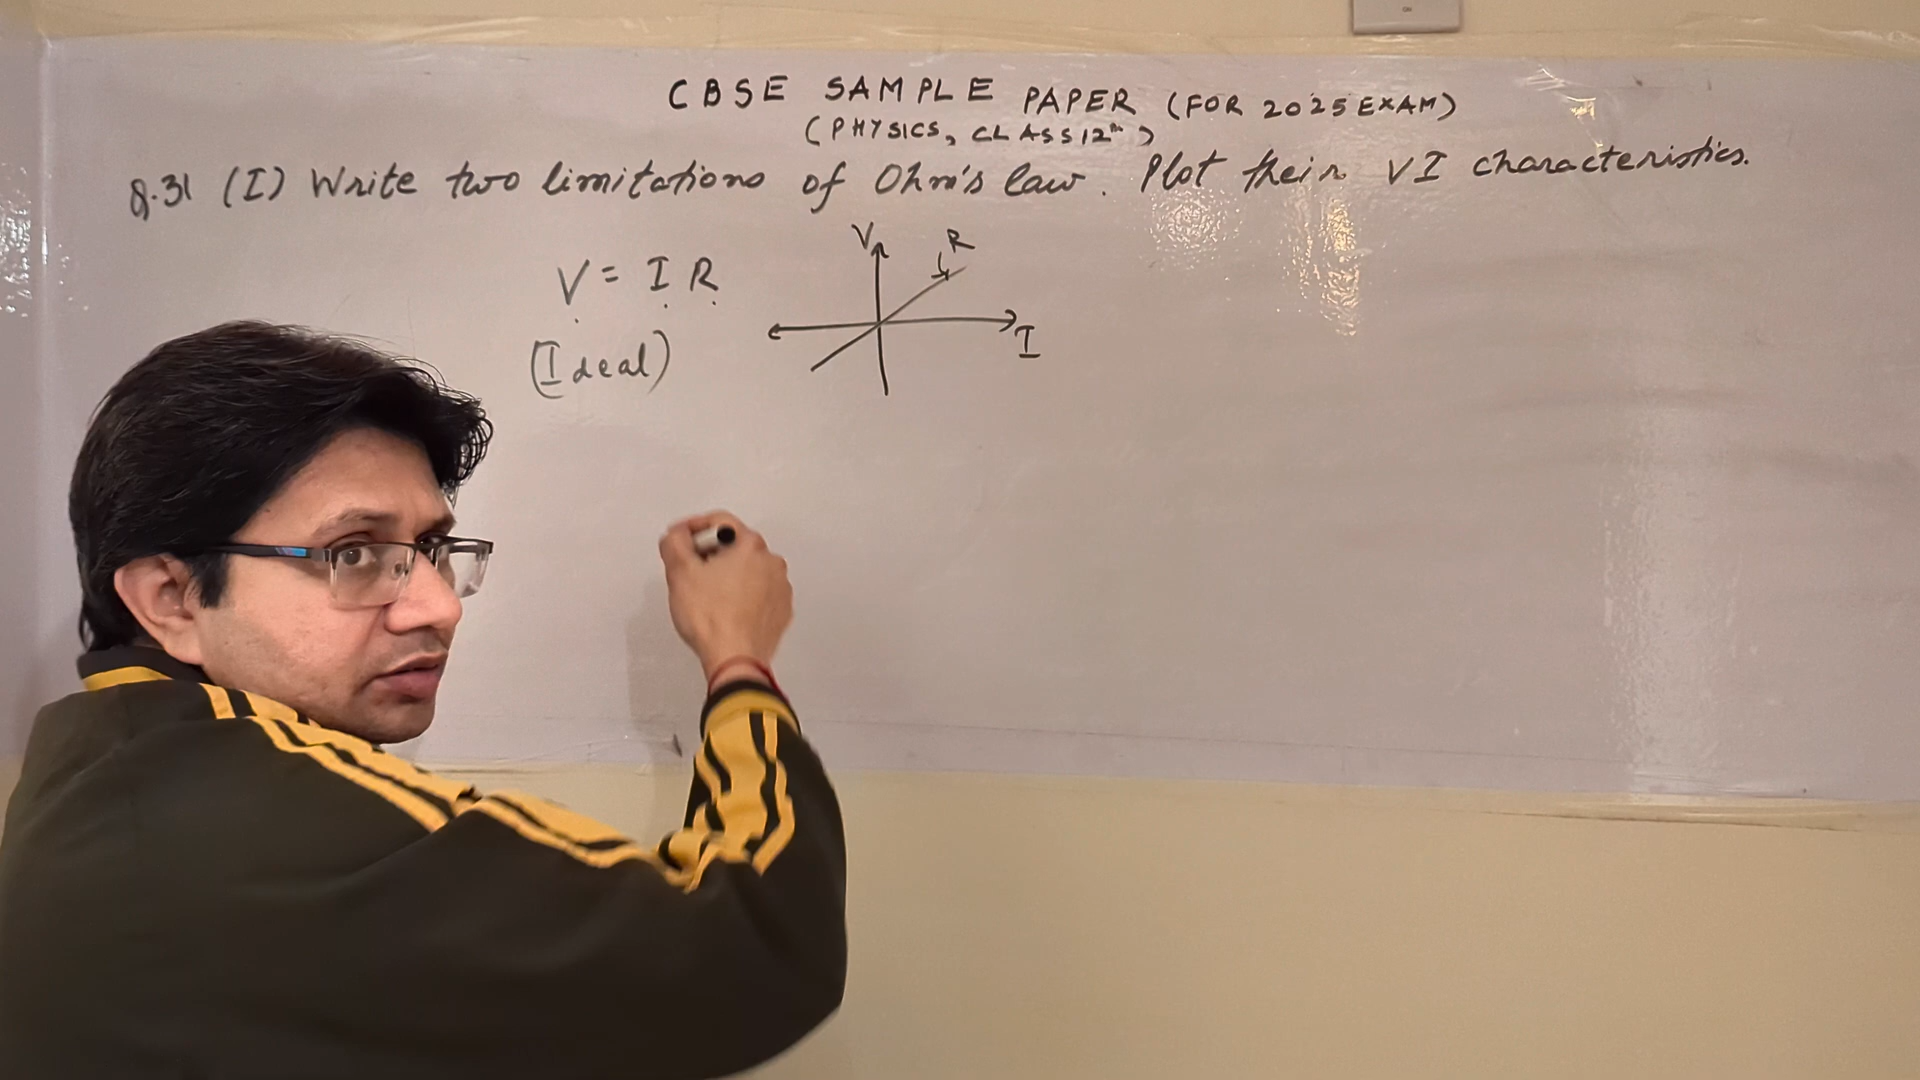 CBSE SAMPLE PAPER (FOR 2025 EXAM)
(PHYSICS, CLASS 12th)
Q.31 (I) Write two limitations of Ohm's law. Plot their VI characteristics.
V = I R
(Ideal)
V
R
I